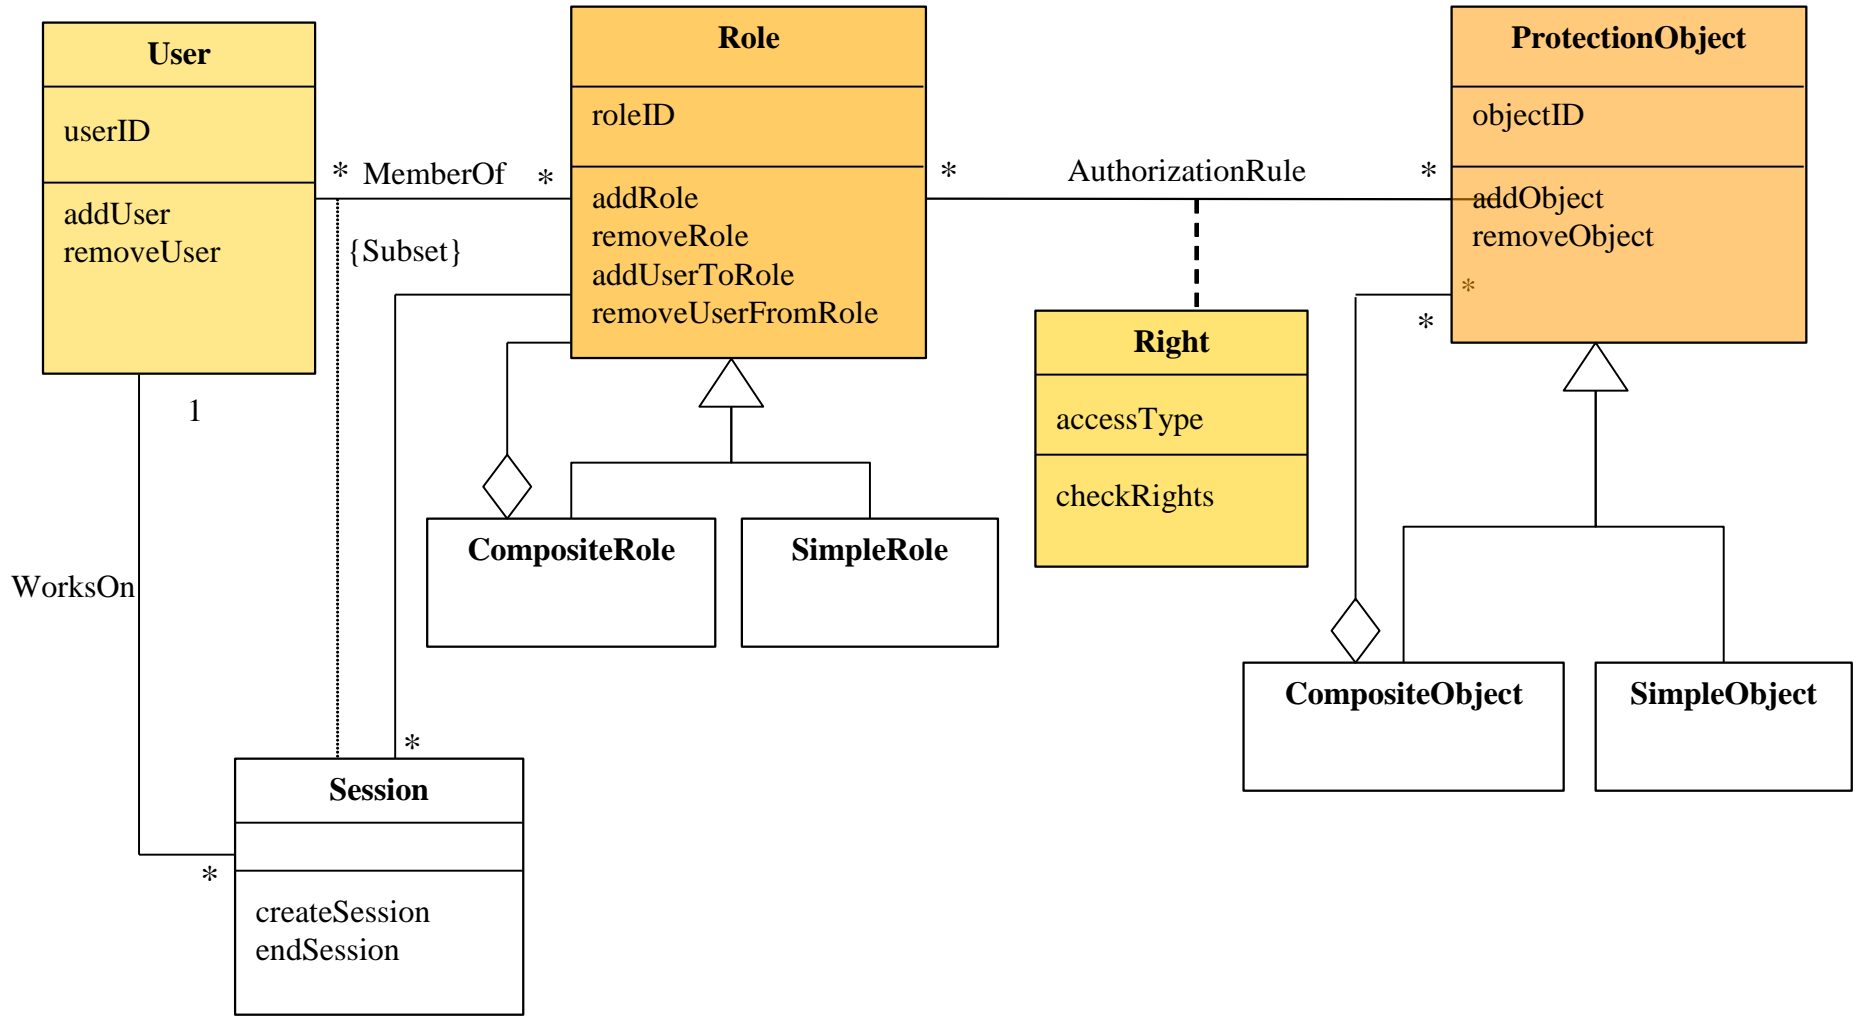 User
userID
addUser
removeUser
* MemberOf *
{Subset}
Role
roleID
addRole
removeRole
addUserToRole
removeUserFromRole
* AuthorizationRule *
ProtectionObject
objectID
addObject
removeObject
*
*
Right
accessType
checkRights
1
CompositeRole
SimpleRole
WorksOn
CompositeObject
SimpleObject
*
Session
*
createSession
endSession